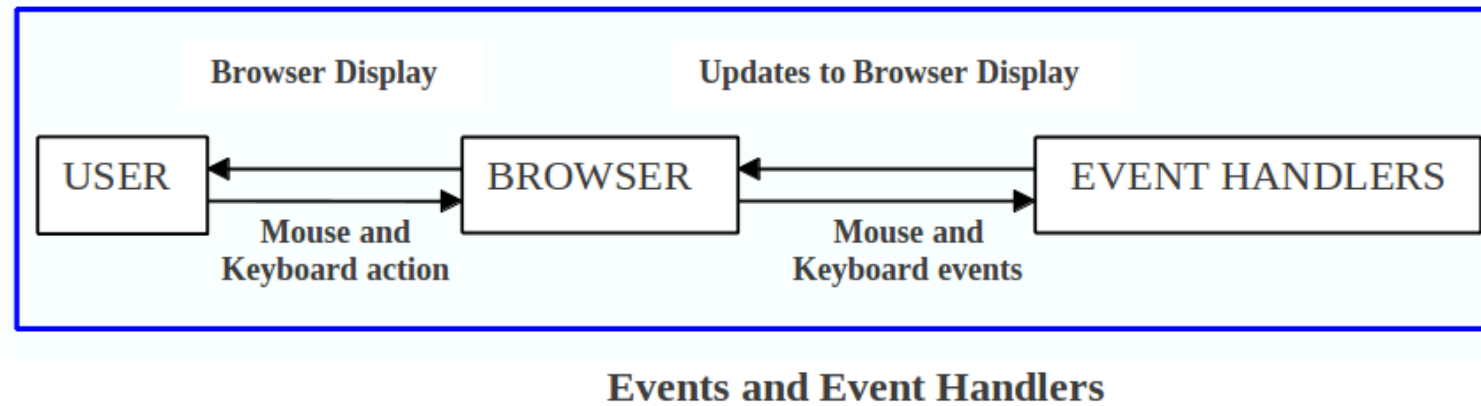 Browser Display
Updates to Browser Display
USER
BROWSER
EVENT HANDLERS
Mouse and
Keyboard action
Mouse and
Keyboard events
Events and Event Handlers